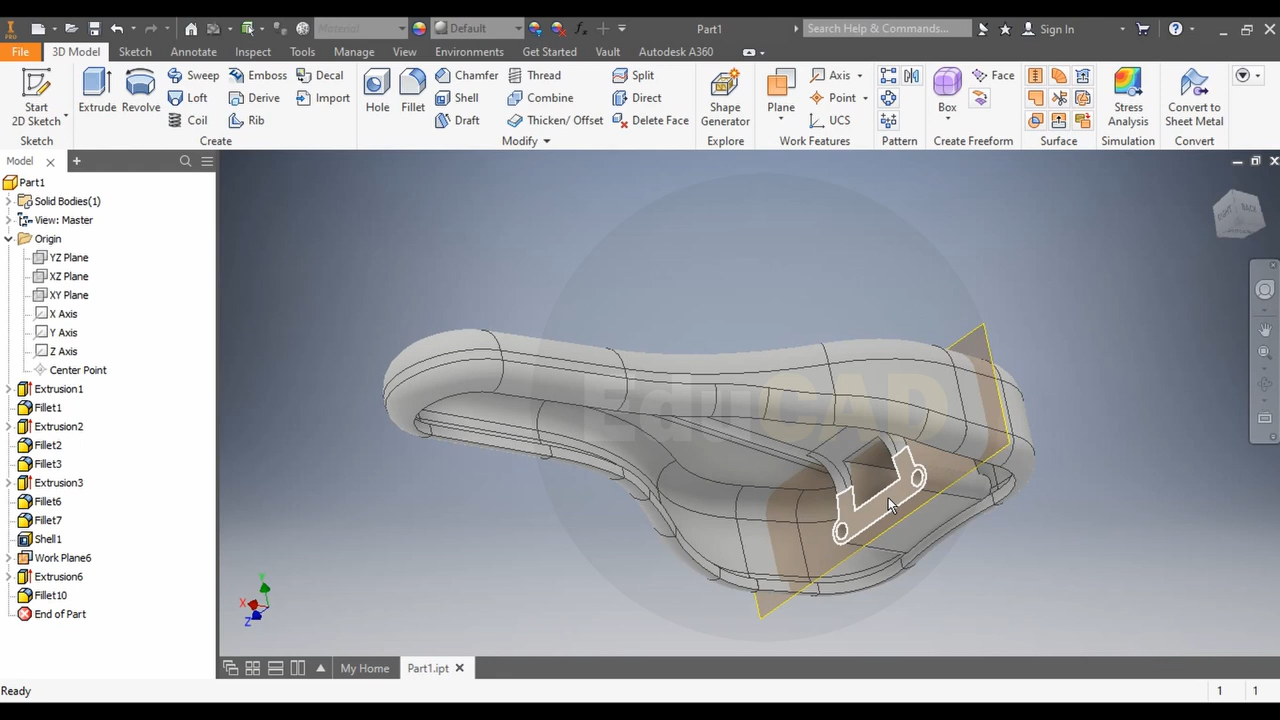 PRO
Material
Default
Part1
Search Help & Commands...
Sign In
File
3D Model
Sketch
Annotate
Inspect
Tools
Manage
View
Environments
Get Started
Vault
Autodesk A360
Start
2D Sketch
Sketch
Extrude
Revolve
Sweep
Loft
Coil
Emboss
Derive
Rib
Decal
Import
Create
Hole
Fillet
Chamfer
Shell
Draft
Thread
Combine
Thicken/ Offset
Split
Direct
Delete Face
Modify
Shape
Generator
Explore
Plane
Axis
Point
UCS
Work Features
Pattern
Box
Face
Create Freeform
Surface
Stress
Analysis
Simulation
Convert to
Sheet Metal
Convert
Model
Part1
Solid Bodies(1)
View: Master
Origin
YZ Plane
XZ Plane
XY Plane
X Axis
Y Axis
Z Axis
Center Point
Extrusion1
Fillet1
Extrusion2
Fillet2
Fillet3
Extrusion3
Fillet6
Fillet7
Shell1
Work Plane6
Extrusion6
Fillet10
End of Part
RIGHT
BACK
EduCAD
Y
X
Z
My Home
Part1.ipt
Ready
1
1